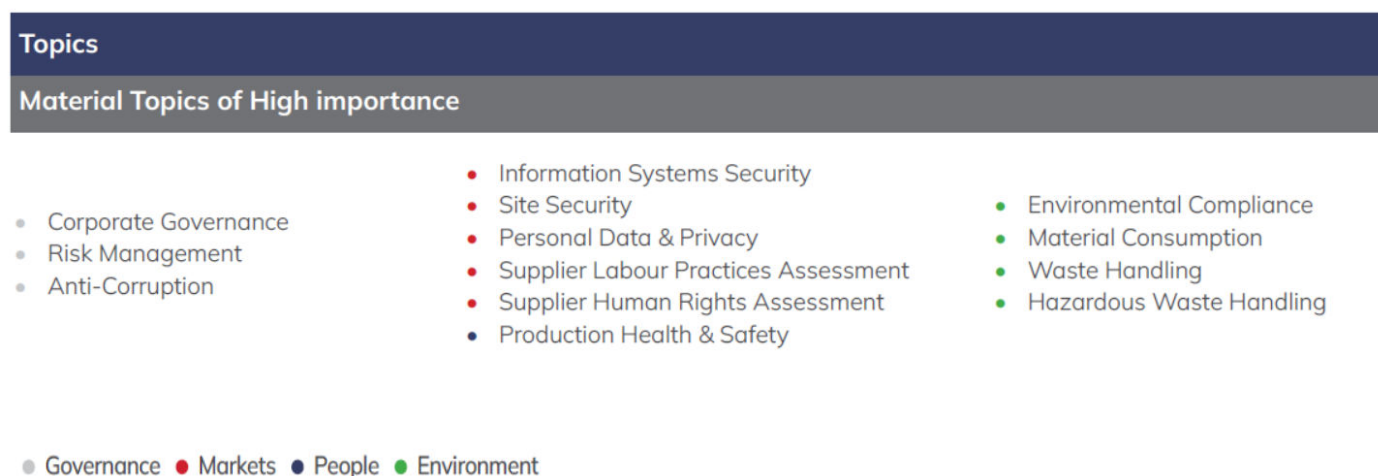 Topics
Material Topics of High importance
Corporate Governance
Risk Management
Anti-Corruption
Information Systems Security
Site Security
Personal Data & Privacy
Supplier Labour Practices Assessment
Supplier Human Rights Assessment
Production Health & Safety
Environmental Compliance
Material Consumption
Waste Handling
Hazardous Waste Handling
Governance Markets People Environment